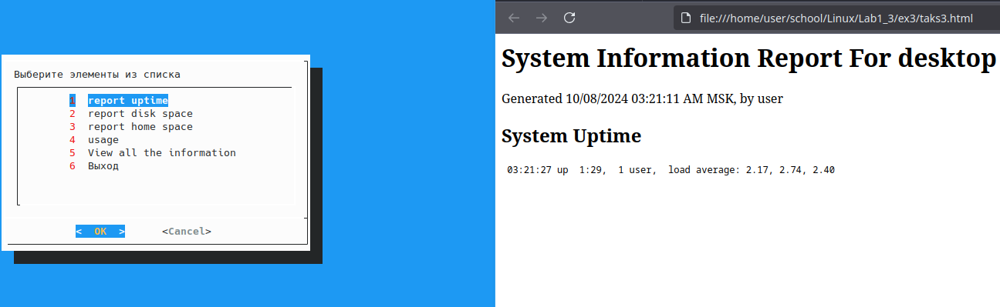 Выберите элементы из списка
1 report uptime
2 report disk space
3 report home space
4 usage
5 View all the information
6 Выход
< OK > <Cancel>
file:///home/user/school/Linux/Lab1_3/ex3/taks3.html
System Information Report For desktop
Generated 10/08/2024 03:21:11 AM MSK, by user
System Uptime
03:21:27 up 1:29, 1 user, load average: 2.17, 2.74, 2.40